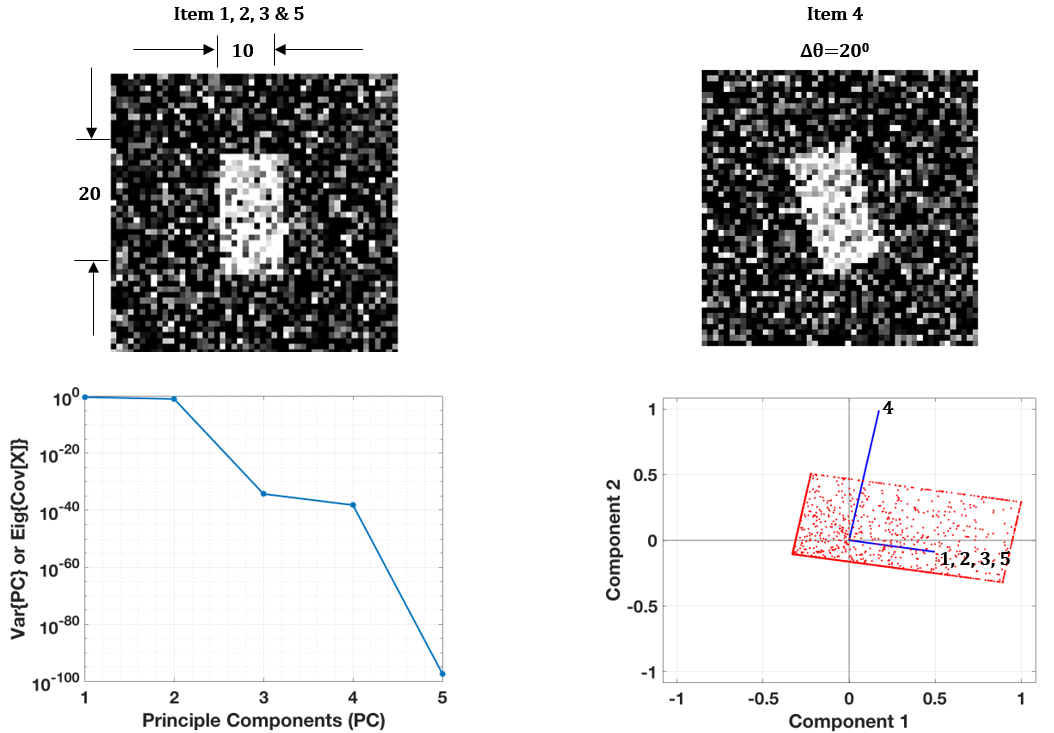 Item 1, 2, 3 & 5
10
20
Item 4
Δθ=20⁰
10⁰
10⁻²⁰
10⁻⁴⁰
10⁻⁶⁰
10⁻⁸⁰
10⁻¹⁰⁰
Var{PC} or Eig{Cov[X]}
1 2 3 4 5
Principle Components (PC)
1
0.5
0
-0.5
-1
Component 2
4
1, 2, 3, 5
-1 -0.5 0 0.5 1
Component 1